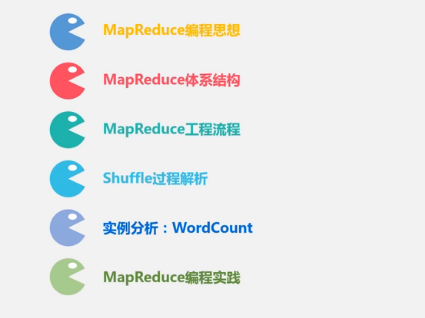 MapReduce编程思想
MapReduce体系结构
MapReduce工程流程
Shuffle过程解析
实例分析：WordCount
MapReduce编程实践